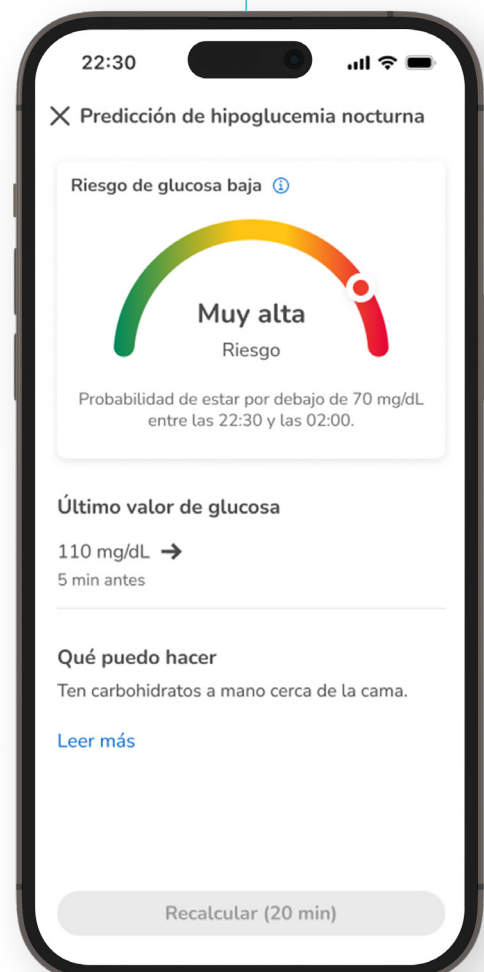 22:30
Predicción de hipoglucemia nocturna
Riesgo de glucosa baja
Muy alta
Riesgo
Probabilidad de estar por debajo de 70 mg/dL
entre las 22:30 y las 02:00.
Último valor de glucosa
110 mg/dL →
5 min antes
Qué puedo hacer
Ten carbohidratos a mano cerca de la cama.
Leer más
Recalcular (20 min)